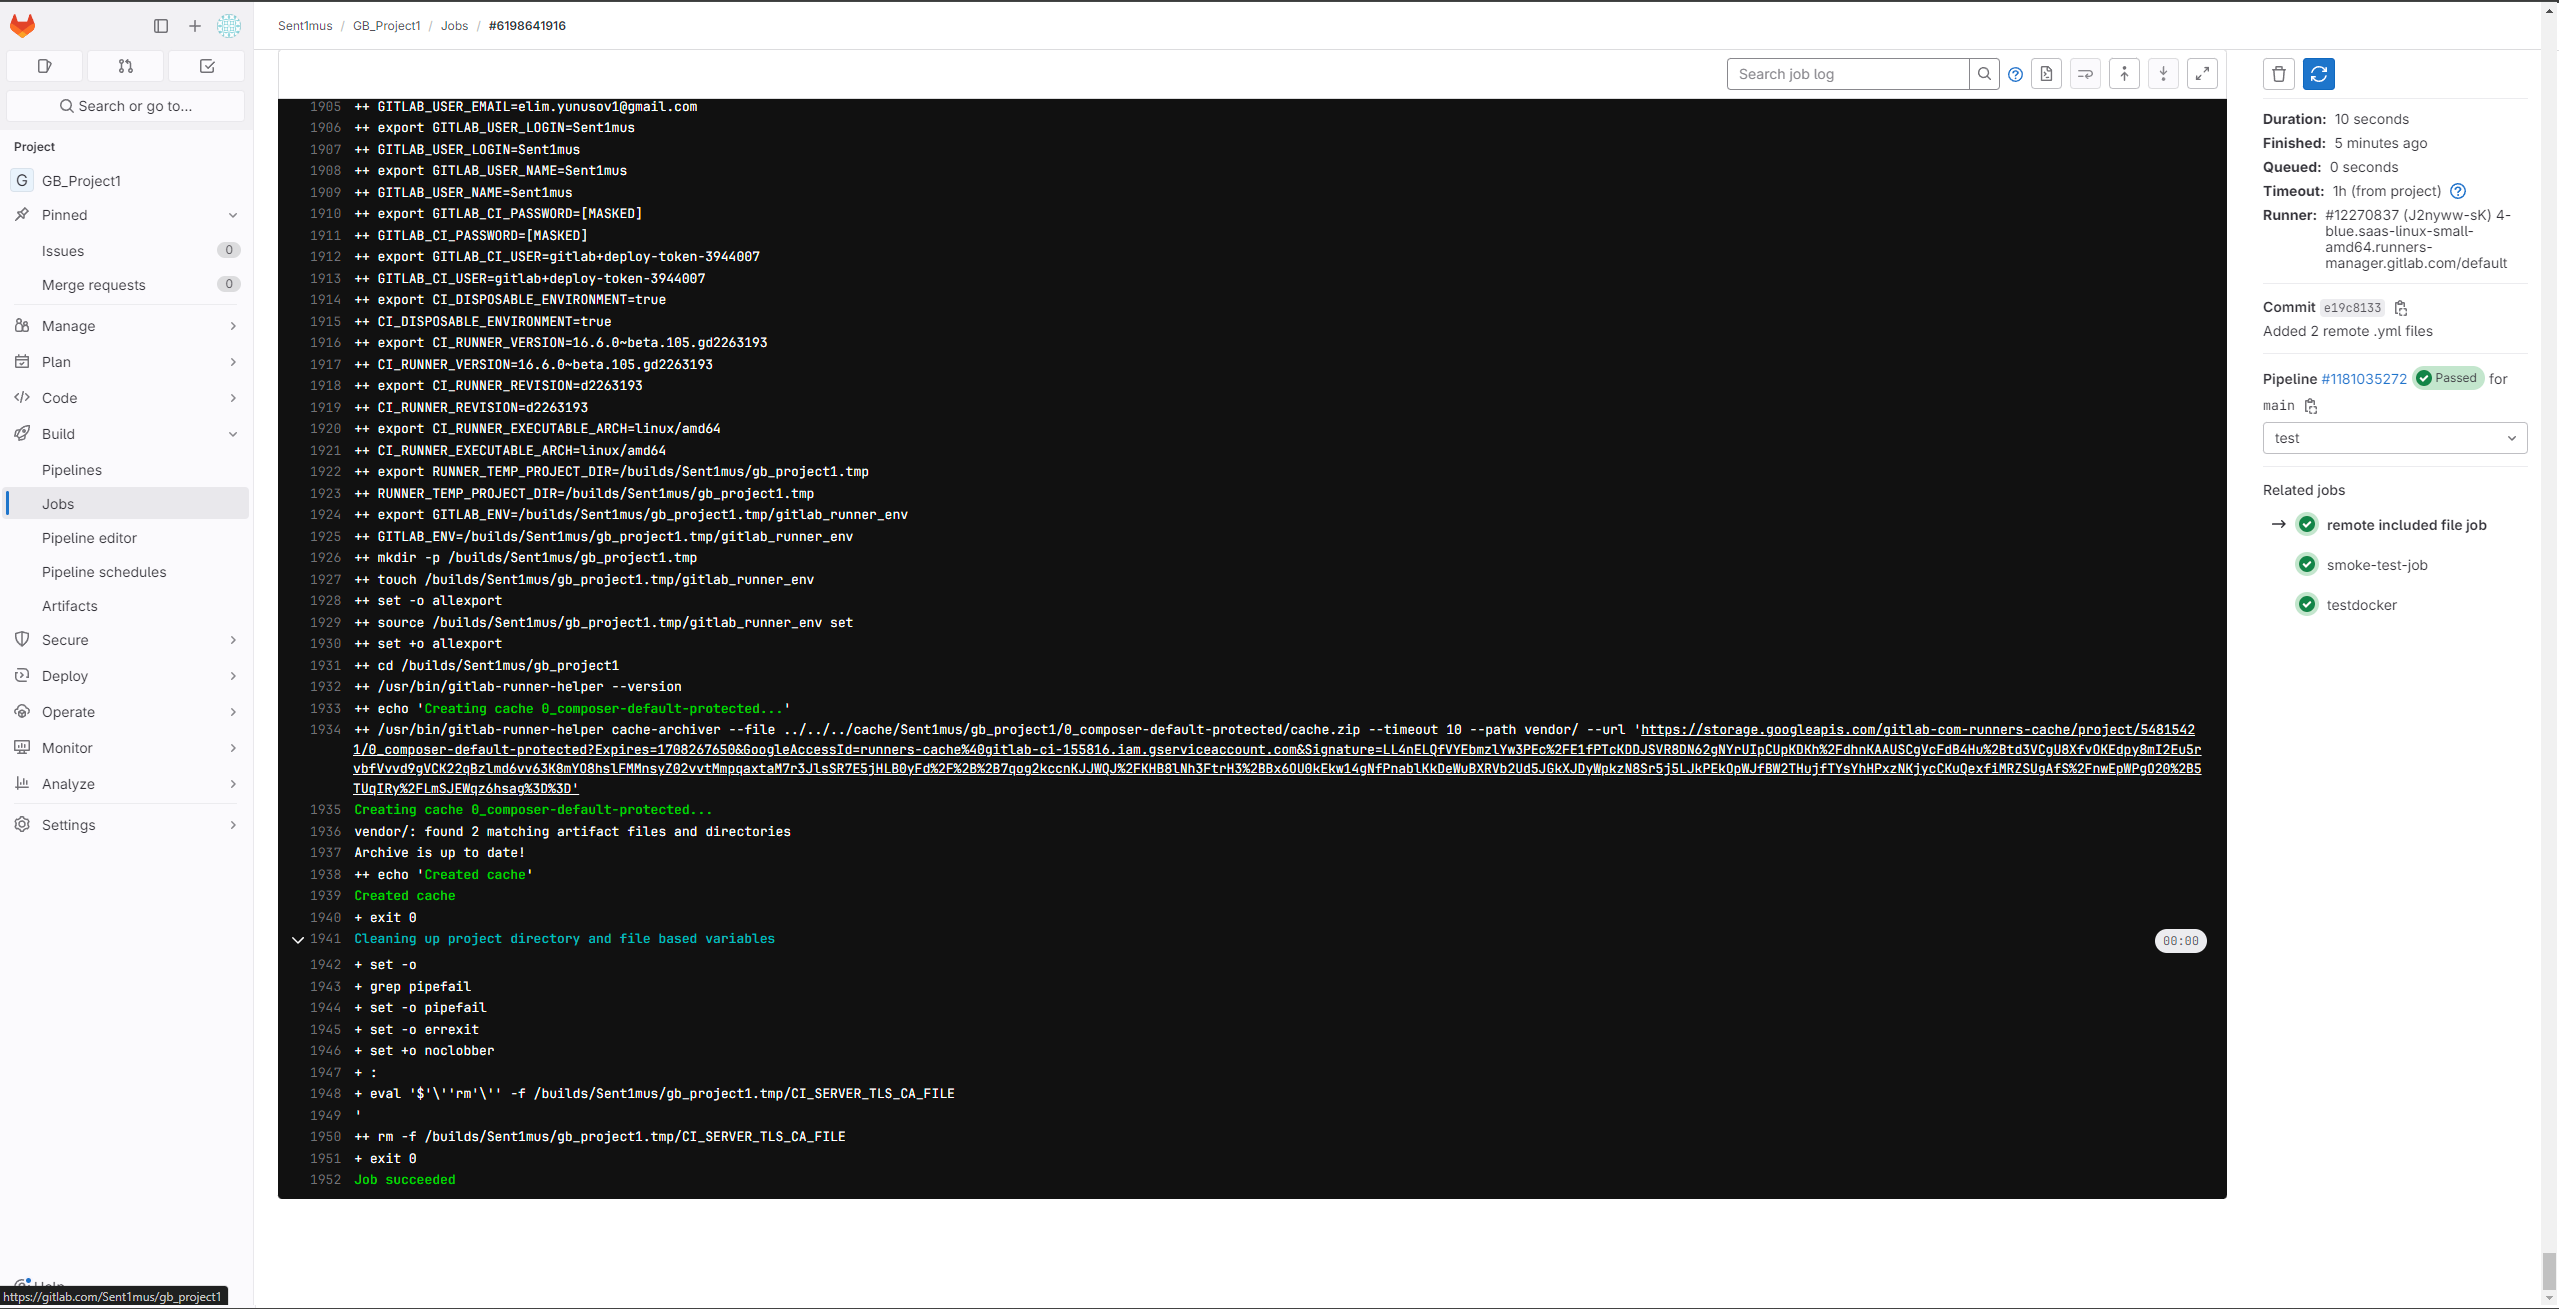 Sent1mus / GB_Project1 / Jobs / #6198641916
Search or go to...
Project
G GB_Project1
Pinned
Issues 0
Merge requests 0
Manage
Plan
Code
Build
Pipelines
Jobs
Pipeline editor
Pipeline schedules
Artifacts
Secure
Deploy
Operate
Monitor
Analyze
Settings
Help
https://gitlab.com/Sent1mus/gb_project1
Search job log
1905 ++ GITLAB_USER_EMAIL=elim.yunusov1@gmail.com
1906 ++ export GITLAB_USER_LOGIN=Sent1mus
1907 ++ GITLAB_USER_LOGIN=Sent1mus
1908 ++ export GITLAB_USER_NAME=Sent1mus
1909 ++ GITLAB_USER_NAME=Sent1mus
1910 ++ export GITLAB_CI_PASSWORD=[MASKED]
1911 ++ GITLAB_CI_PASSWORD=[MASKED]
1912 ++ export GITLAB_CI_USER=gitlab+deploy-token-3944007
1913 ++ GITLAB_CI_USER=gitlab+deploy-token-3944007
1914 ++ export CI_DISPOSABLE_ENVIRONMENT=true
1915 ++ CI_DISPOSABLE_ENVIRONMENT=true
1916 ++ export CI_RUNNER_VERSION=16.6.0~beta.105.gd2263193
1917 ++ CI_RUNNER_VERSION=16.6.0~beta.105.gd2263193
1918 ++ export CI_RUNNER_REVISION=d2263193
1919 ++ CI_RUNNER_REVISION=d2263193
1920 ++ export CI_RUNNER_EXECUTABLE_ARCH=linux/amd64
1921 ++ CI_RUNNER_EXECUTABLE_ARCH=linux/amd64
1922 ++ export RUNNER_TEMP_PROJECT_DIR=/builds/Sent1mus/gb_project1.tmp
1923 ++ RUNNER_TEMP_PROJECT_DIR=/builds/Sent1mus/gb_project1.tmp
1924 ++ export GITLAB_ENV=/builds/Sent1mus/gb_project1.tmp/gitlab_runner_env
1925 ++ GITLAB_ENV=/builds/Sent1mus/gb_project1.tmp/gitlab_runner_env
1926 ++ mkdir -p /builds/Sent1mus/gb_project1.tmp
1927 ++ touch /builds/Sent1mus/gb_project1.tmp/gitlab_runner_env
1928 ++ set -o allexport
1929 ++ source /builds/Sent1mus/gb_project1.tmp/gitlab_runner_env set
1930 ++ set +o allexport
1931 ++ cd /builds/Sent1mus/gb_project1
1932 ++ /usr/bin/gitlab-runner-helper --version
1933 ++ echo 'Creating cache 0_composer-default-protected...'
1934 ++ /usr/bin/gitlab-runner-helper cache-archiver --file ../../../cache/Sent1mus/gb_project1/0_composer-default-protected/cache.zip --timeout 10 --path vendor/ --url 'https://storage.googleapis.com/gitlab-com-runners-cache/project/5481542
1/0_composer-default-protected?Expires=1708267650&GoogleAccessId=runners-cache%40gitlab-ci-155816.iam.gserviceaccount.com&Signature=
1935 Creating cache 0_composer-default-protected...
1936 vendor/: found 2 matching artifact files and directories
1937 Archive is up to date!
1938 ++ echo 'Created cache'
1939 Created cache
1940 + exit 0
1941 Cleaning up project directory and file based variables 00:00
1942 + set -o
1943 + grep pipefail
1944 + set -o pipefail
1945 + set -o errexit
1946 + set +o noclobber
1947 + :
1948 + eval '$'\''rm'\'' -f /builds/Sent1mus/gb_project1.tmp/CI_SERVER_TLS_CA_FILE
1949 '
1950 ++ rm -f /builds/Sent1mus/gb_project1.tmp/CI_SERVER_TLS_CA_FILE
1951 + exit 0
1952 Job succeeded
Duration: 10 seconds
Finished: 5 minutes ago
Queued: 0 seconds
Timeout: 1h (from project)
Runner: #12270837 (J2nyww-sK) 4-
blue.saas-linux-small-
amd64.runners-
manager.gitlab.com/default
Commit e19c8133
Added 2 remote .yml files
Pipeline #1181035272 Passed for
main
test
Related jobs
→ remote included file job
smoke-test-job
testdocker